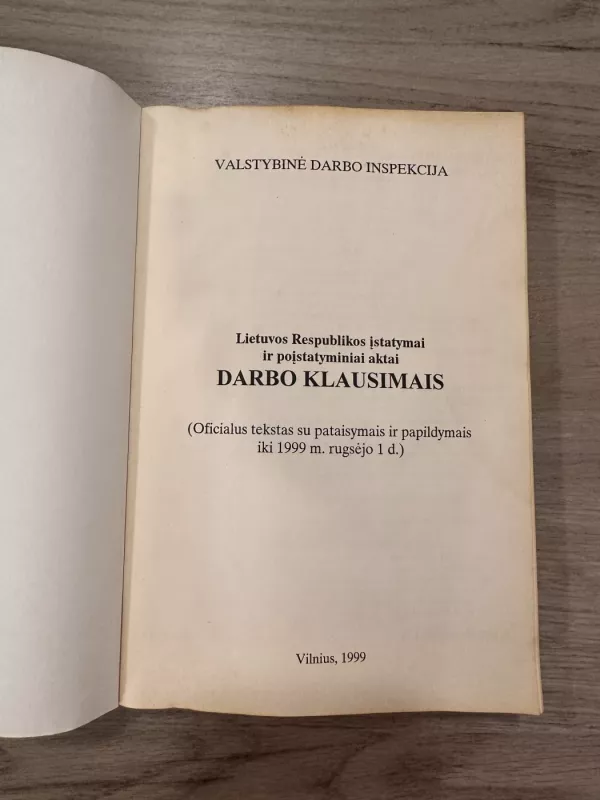 VALSTYBINĖ DARBO INSPEKCIJA
Lietuvos Respublikos įstatymai
ir poįstatyminiai aktai
DARBO KLAUSIMAIS
(Oficialus tekstas su pataisymais ir papildymais
iki 1999 m. rugsėjo 1 d.)
Vilnius, 1999